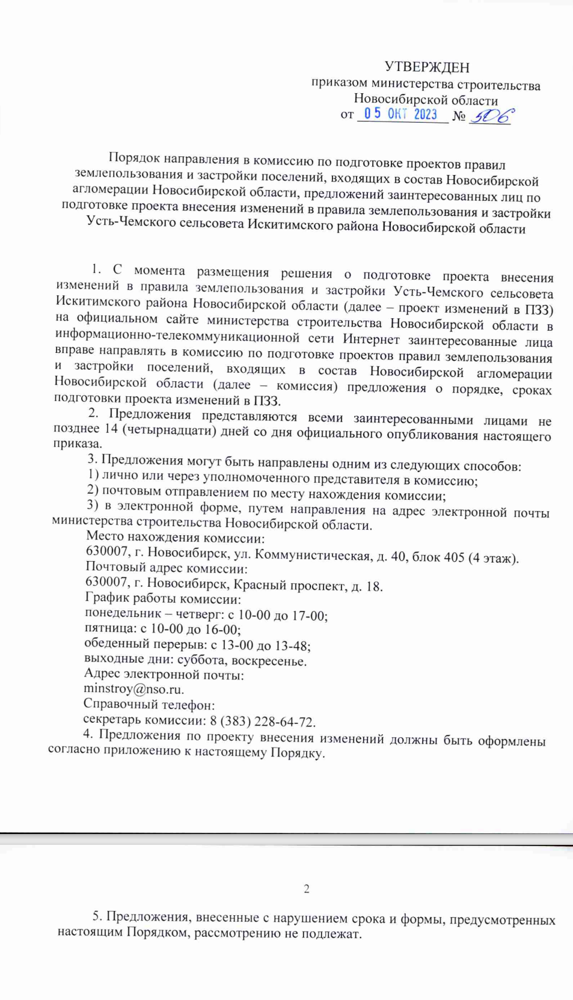 УТВЕРЖДЕН
приказом министерства строительства
Новосибирской области
от 05 ОКТ 2023 № 506
Порядок направления в комиссию по подготовке проектов правил
землепользования и застройки поселений, входящих в состав Новосибирской
агломерации Новосибирской области, предложений заинтересованных лиц по
подготовке проекта внесения изменений в правила землепользования и застройки
Усть-Чемского сельсовета Искитимского района Новосибирской области
1. С момента размещения решения о подготовке проекта внесения
изменений в правила землепользования и застройки Усть-Чемского сельсовета
Искитимского района Новосибирской области (далее – проект изменений в ПЗЗ)
на официальном сайте министерства строительства Новосибирской области в
информационно-телекоммуникационной сети Интернет заинтересованные лица
вправе направлять в комиссию по подготовке проектов правил землепользования
и застройки поселений, входящих в состав Новосибирской агломерации
Новосибирской области (далее – комиссия) предложения о порядке, сроках
подготовки проекта изменений в ПЗЗ.
2. Предложения представляются всеми заинтересованными лицами не
позднее 14 (четырнадцати) дней со дня официального опубликования настоящего
приказа.
3. Предложения могут быть направлены одним из следующих способов:
1) лично или через уполномоченного представителя в комиссию;
2) почтовым отправлением по месту нахождения комиссии;
3) в электронной форме, путем направления на адрес электронной почты
министерства строительства Новосибирской области.
Место нахождения комиссии:
630007, г. Новосибирск, ул. Коммунистическая, д. 40, блок 405 (4 этаж).
Почтовый адрес комиссии:
630007, г. Новосибирск, Красный проспект, д. 18.
График работы комиссии:
понедельник – четверг: с 10-00 до 17-00;
пятница: с 10-00 до 16-00;
обеденный перерыв: с 13-00 до 13-48;
выходные дни: суббота, воскресенье.
Адрес электронной почты:
minstroy@nso.ru.
Справочный телефон:
секретарь комиссии: 8 (383) 228-64-72.
4. Предложения по проекту внесения изменений должны быть оформлены
согласно приложению к настоящему Порядку.
2
5. Предложения, внесенные с нарушением срока и формы, предусмотренных
настоящим Порядком, рассмотрению не подлежат.